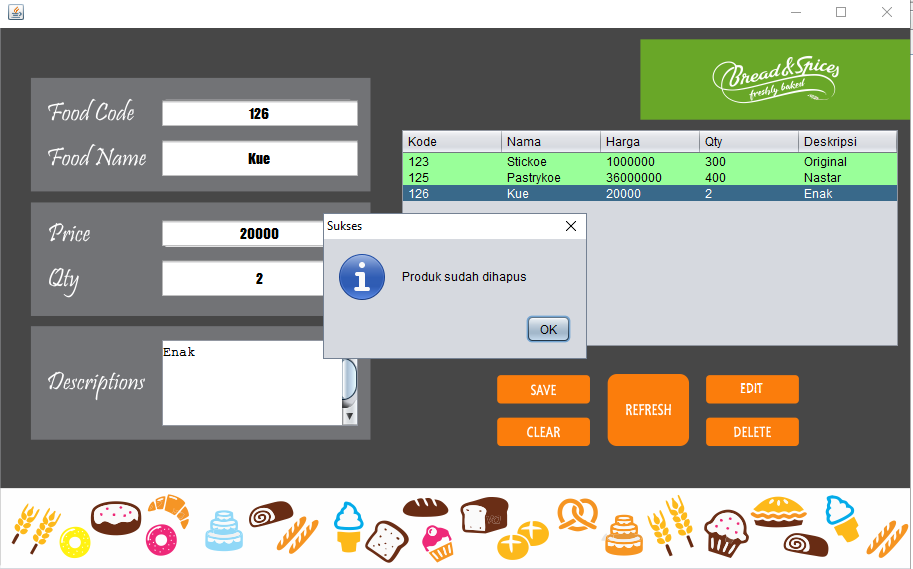 Bread&Spices
freshly baked
Food Code
126
Food Name
Kue
Price
20000
Qty
2
Descriptions
Enak
Kode Nama Harga Qty Deskripsi
123 Stickoe 1000000 300 Original
125 Pastrykoe 36000000 400 Nastar
126 Kue 20000 2 Enak
Sukses
Produk sudah dihapus
OK
SAVE
REFRESH
EDIT
CLEAR
DELETE